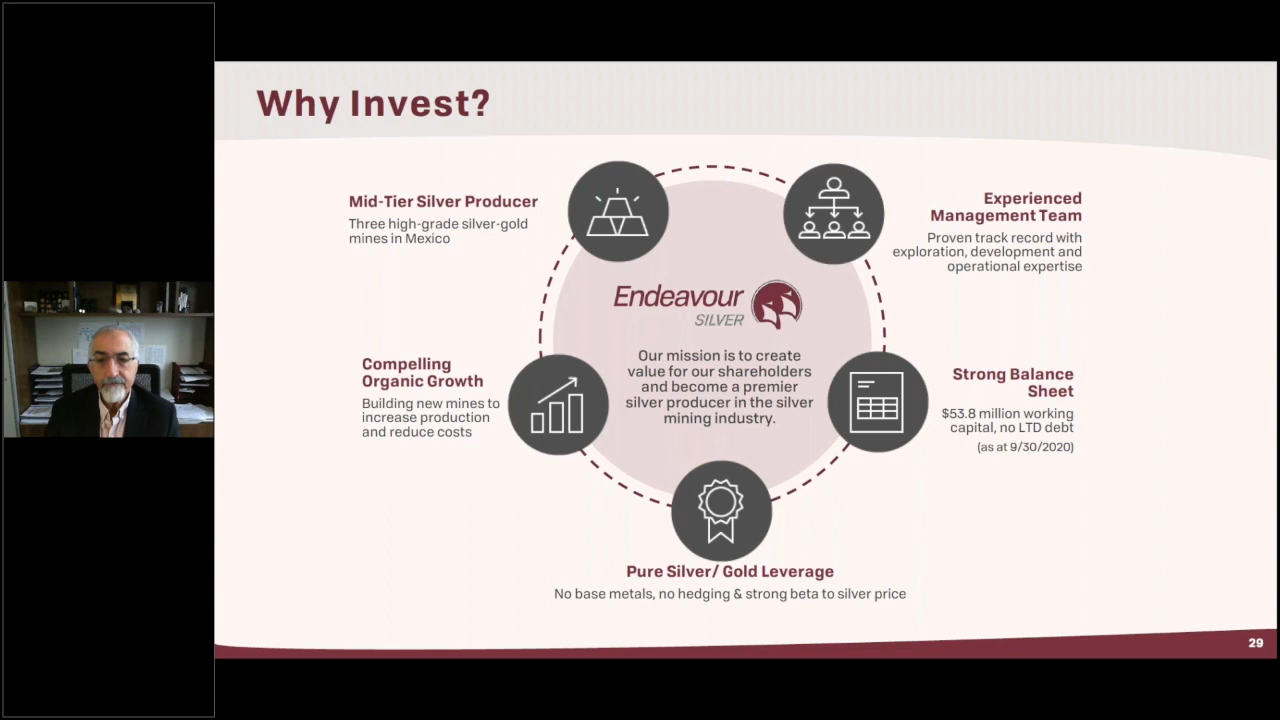 Why Invest?
Mid-Tier Silver Producer
Three high-grade silver-gold
mines in Mexico
Experienced
Management Team
Proven track record with
exploration, development and
operational expertise
Endeavour
SILVER
Our mission is to create
value for our shareholders
and become a premier
silver producer in the silver
mining industry.
Compelling
Organic Growth
Building new mines to
increase production
and reduce costs
Strong Balance
Sheet
$53.8 million working
capital, no LTD debt
(as at 9/30/2020)
Pure Silver/ Gold Leverage
No base metals, no hedging & strong beta to silver price
29